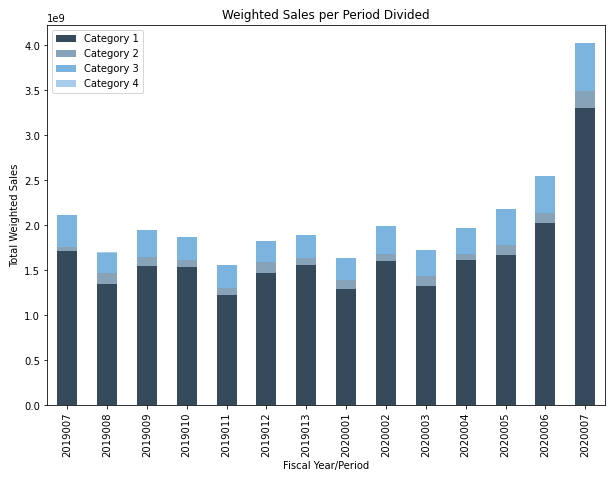 Weighted Sales per Period Divided
1e9
Category 1
Category 2
Category 3
Category 4
4.0
3.5
3.0
2.5
2.0
1.5
1.0
0.5
0.0
Total Weighted Sales
2019007
2019008
2019009
2019010
2019011
2019012
2019013
2020001
2020002
2020003
2020004
2020005
2020006
2020007
Fiscal Year/Period